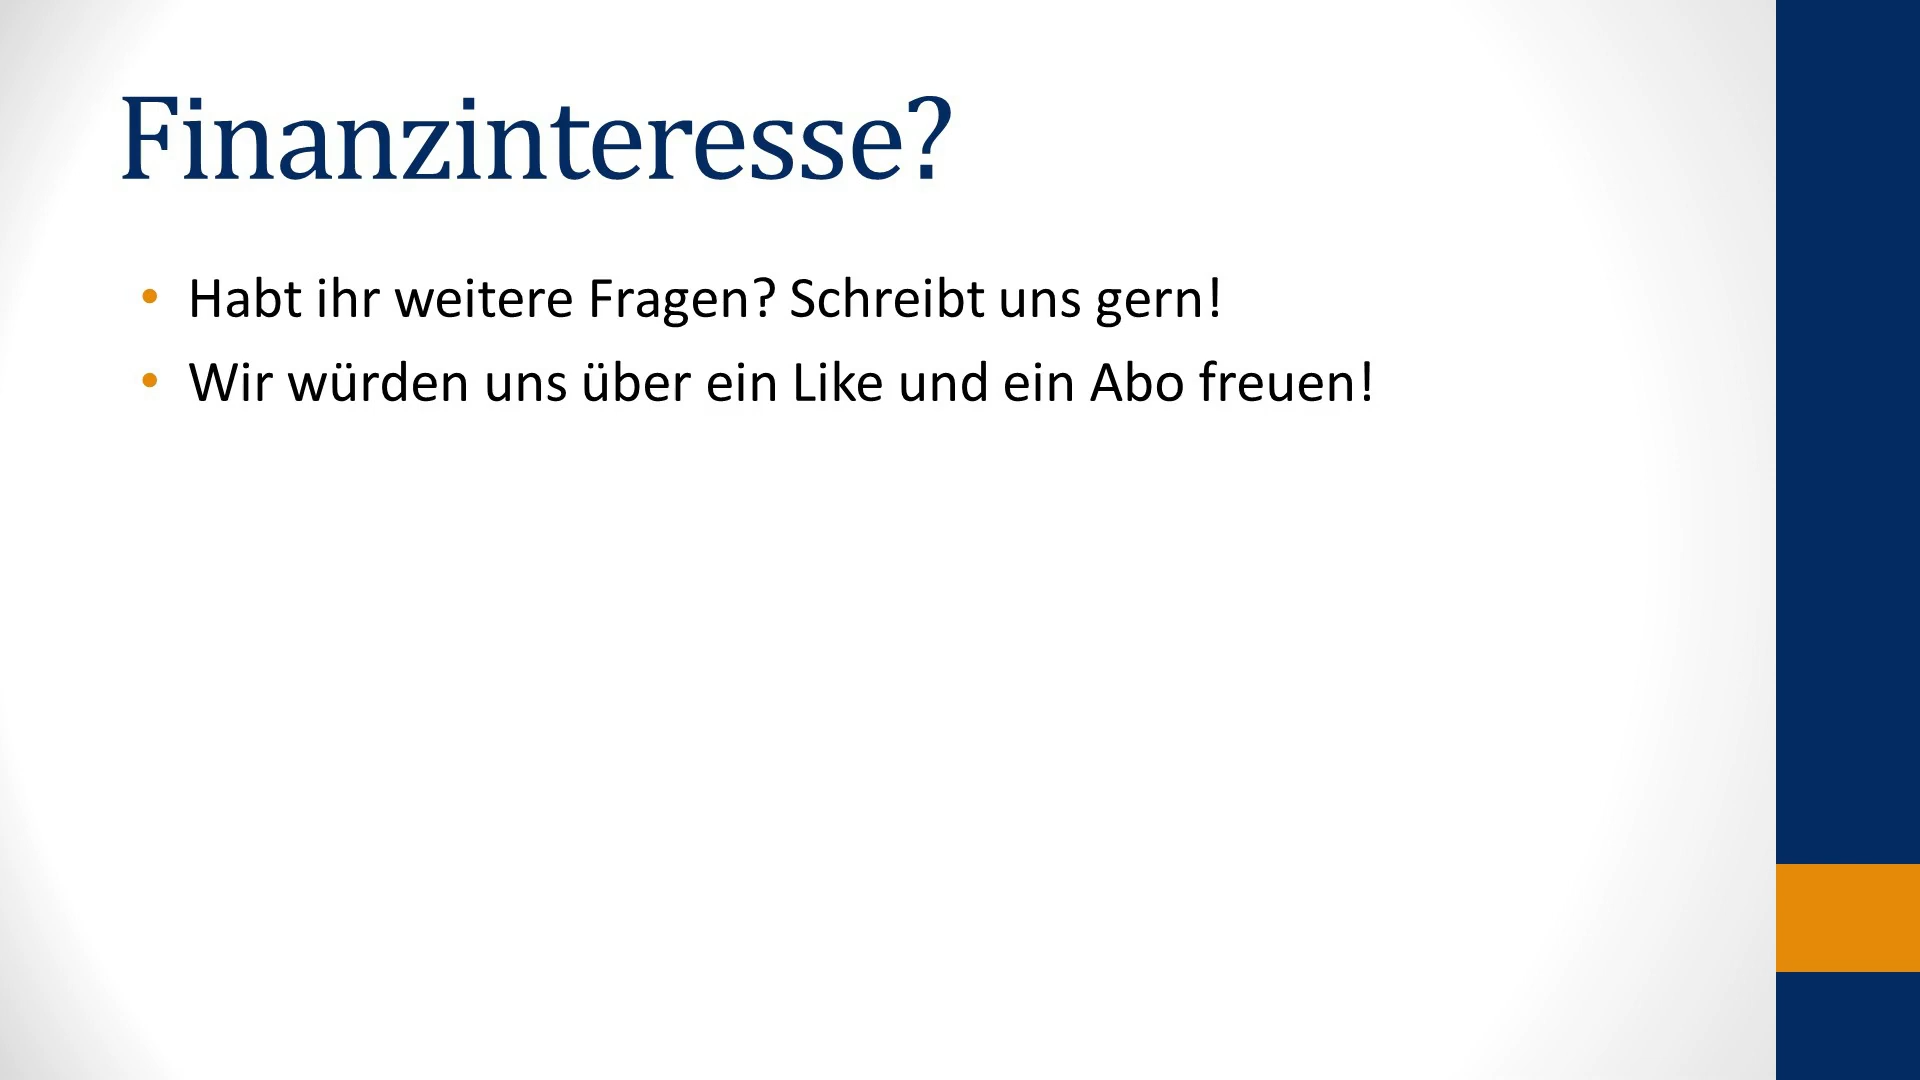 Finanzinteresse?
• Habt ihr weitere Fragen? Schreibt uns gern!
• Wir würden uns über ein Like und ein Abo freuen!